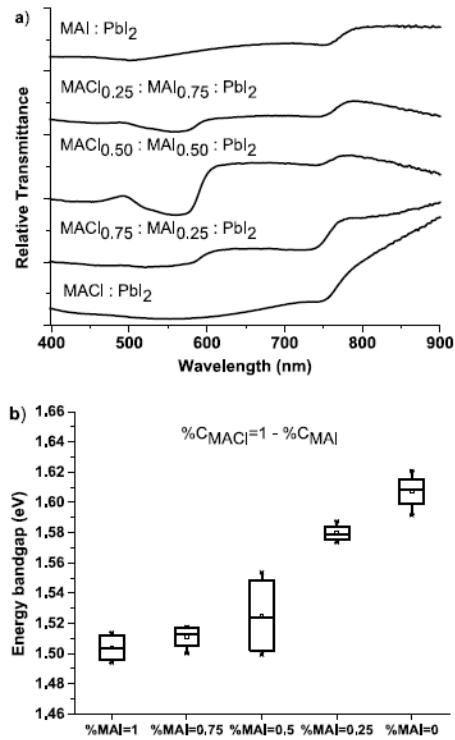 a)
MAI : PbI2
MACl0.25 : MAI0.75 : PbI2
MACl0.50 : MAI0.50 : PbI2
MACl0.75 : MAI0.25 : PbI2
MACl : PbI2
Relative Transmittance
400 500 600 700 800 900
Wavelength (nm)
b)
%CMACl=1 - %CMAI
Energy bandgap (eV)
1.66
1.64
1.62
1.60
1.58
1.56
1.54
1.52
1.50
1.48
1.46
%MAI=1 %MAI=0,75 %MAI=0,5 %MAI=0,25 %MAI=0